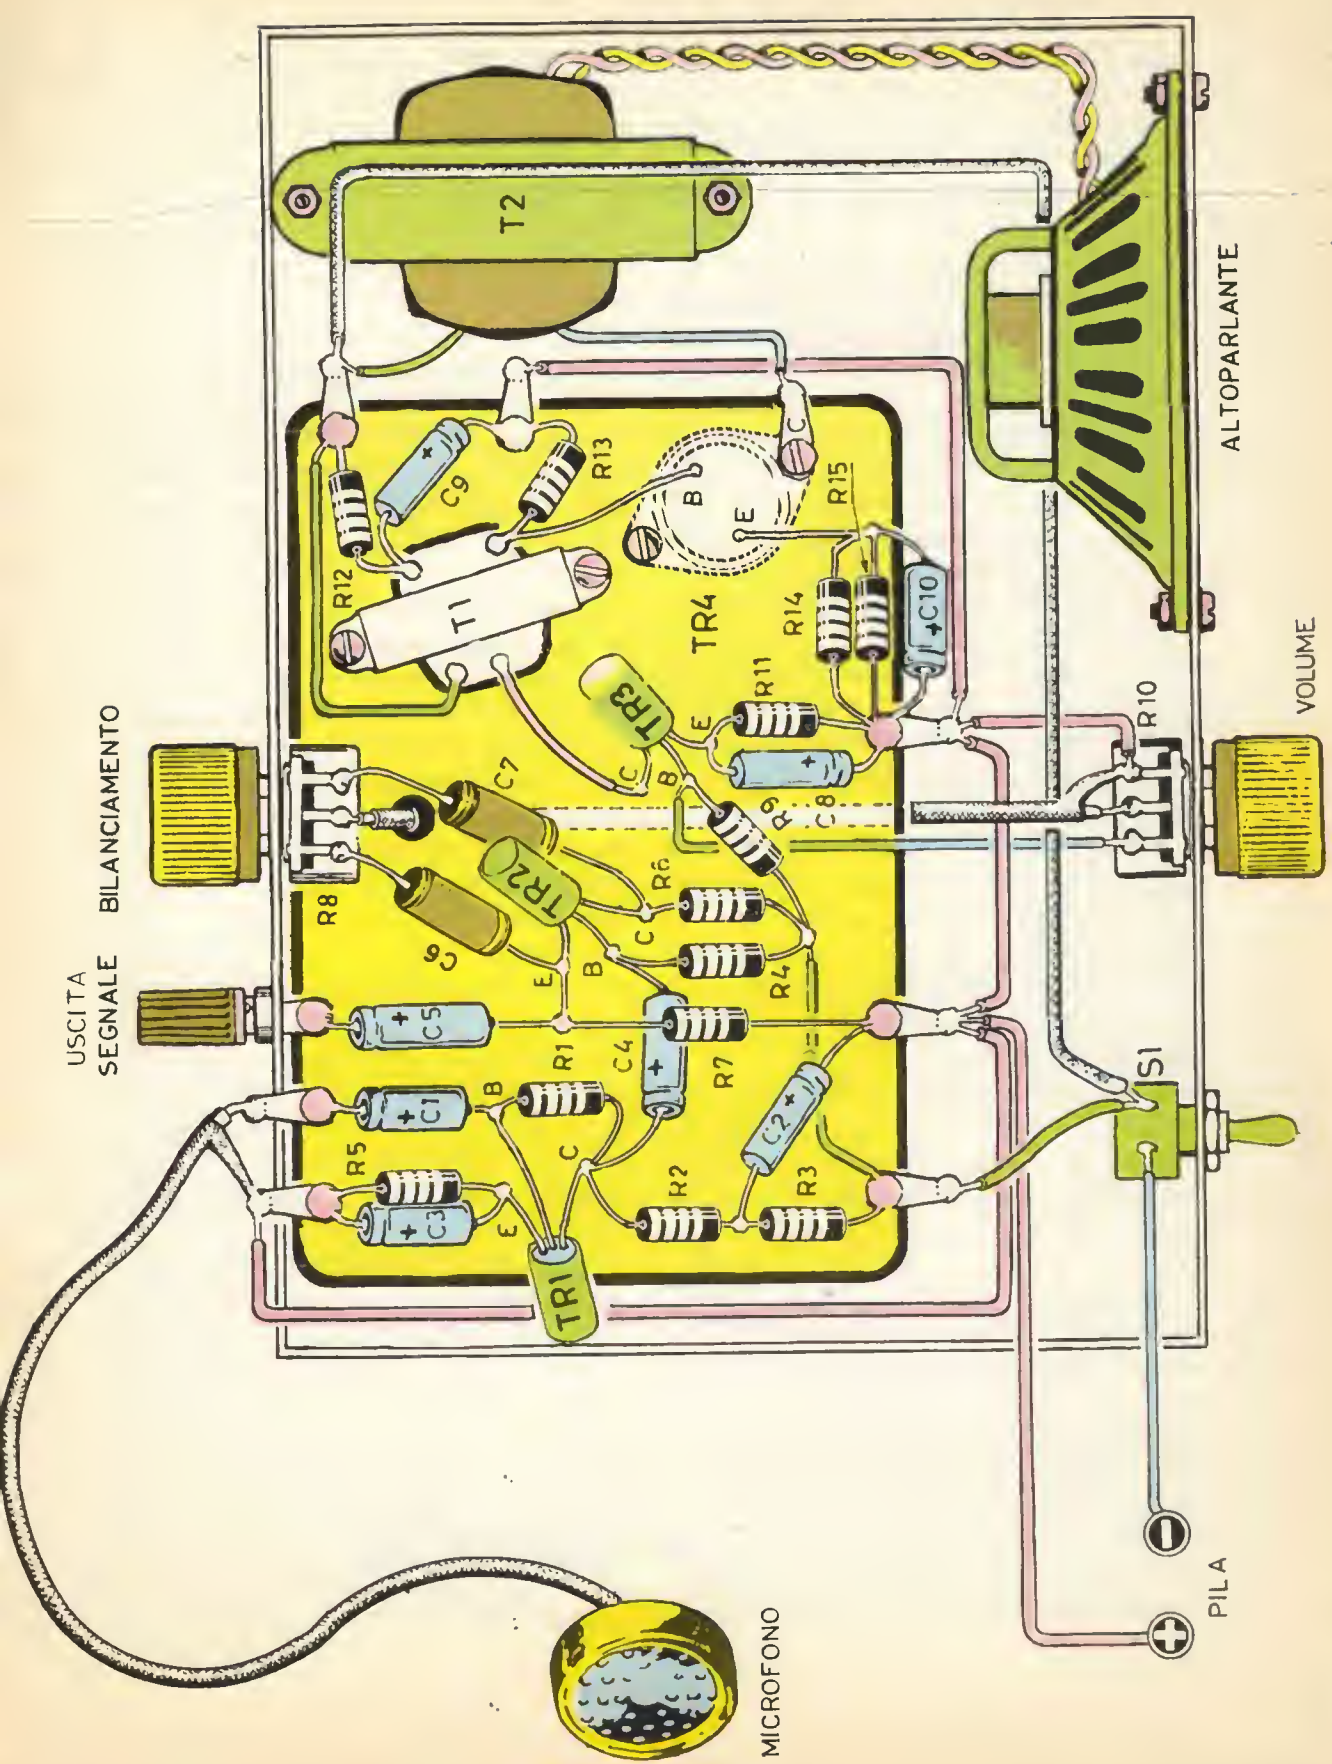 USCITA
SEGNALE
BILANCIAMENTO
R8
C6
C7
TR2
R6
C
E
B
R4
C5
R1
C4
+
R7
C1
+
B
C
R5
C3
+
E
TR1
R2
C2
+
R3
T1
R12
C9
+
R13
T2
TR3
C
B
E
R11
R9
C8
+
TR4
B
E
C
R14
R15
+C10
R10
VOLUME
ALTOPARLANTE
S1
MICROFONO
PILA
+
-